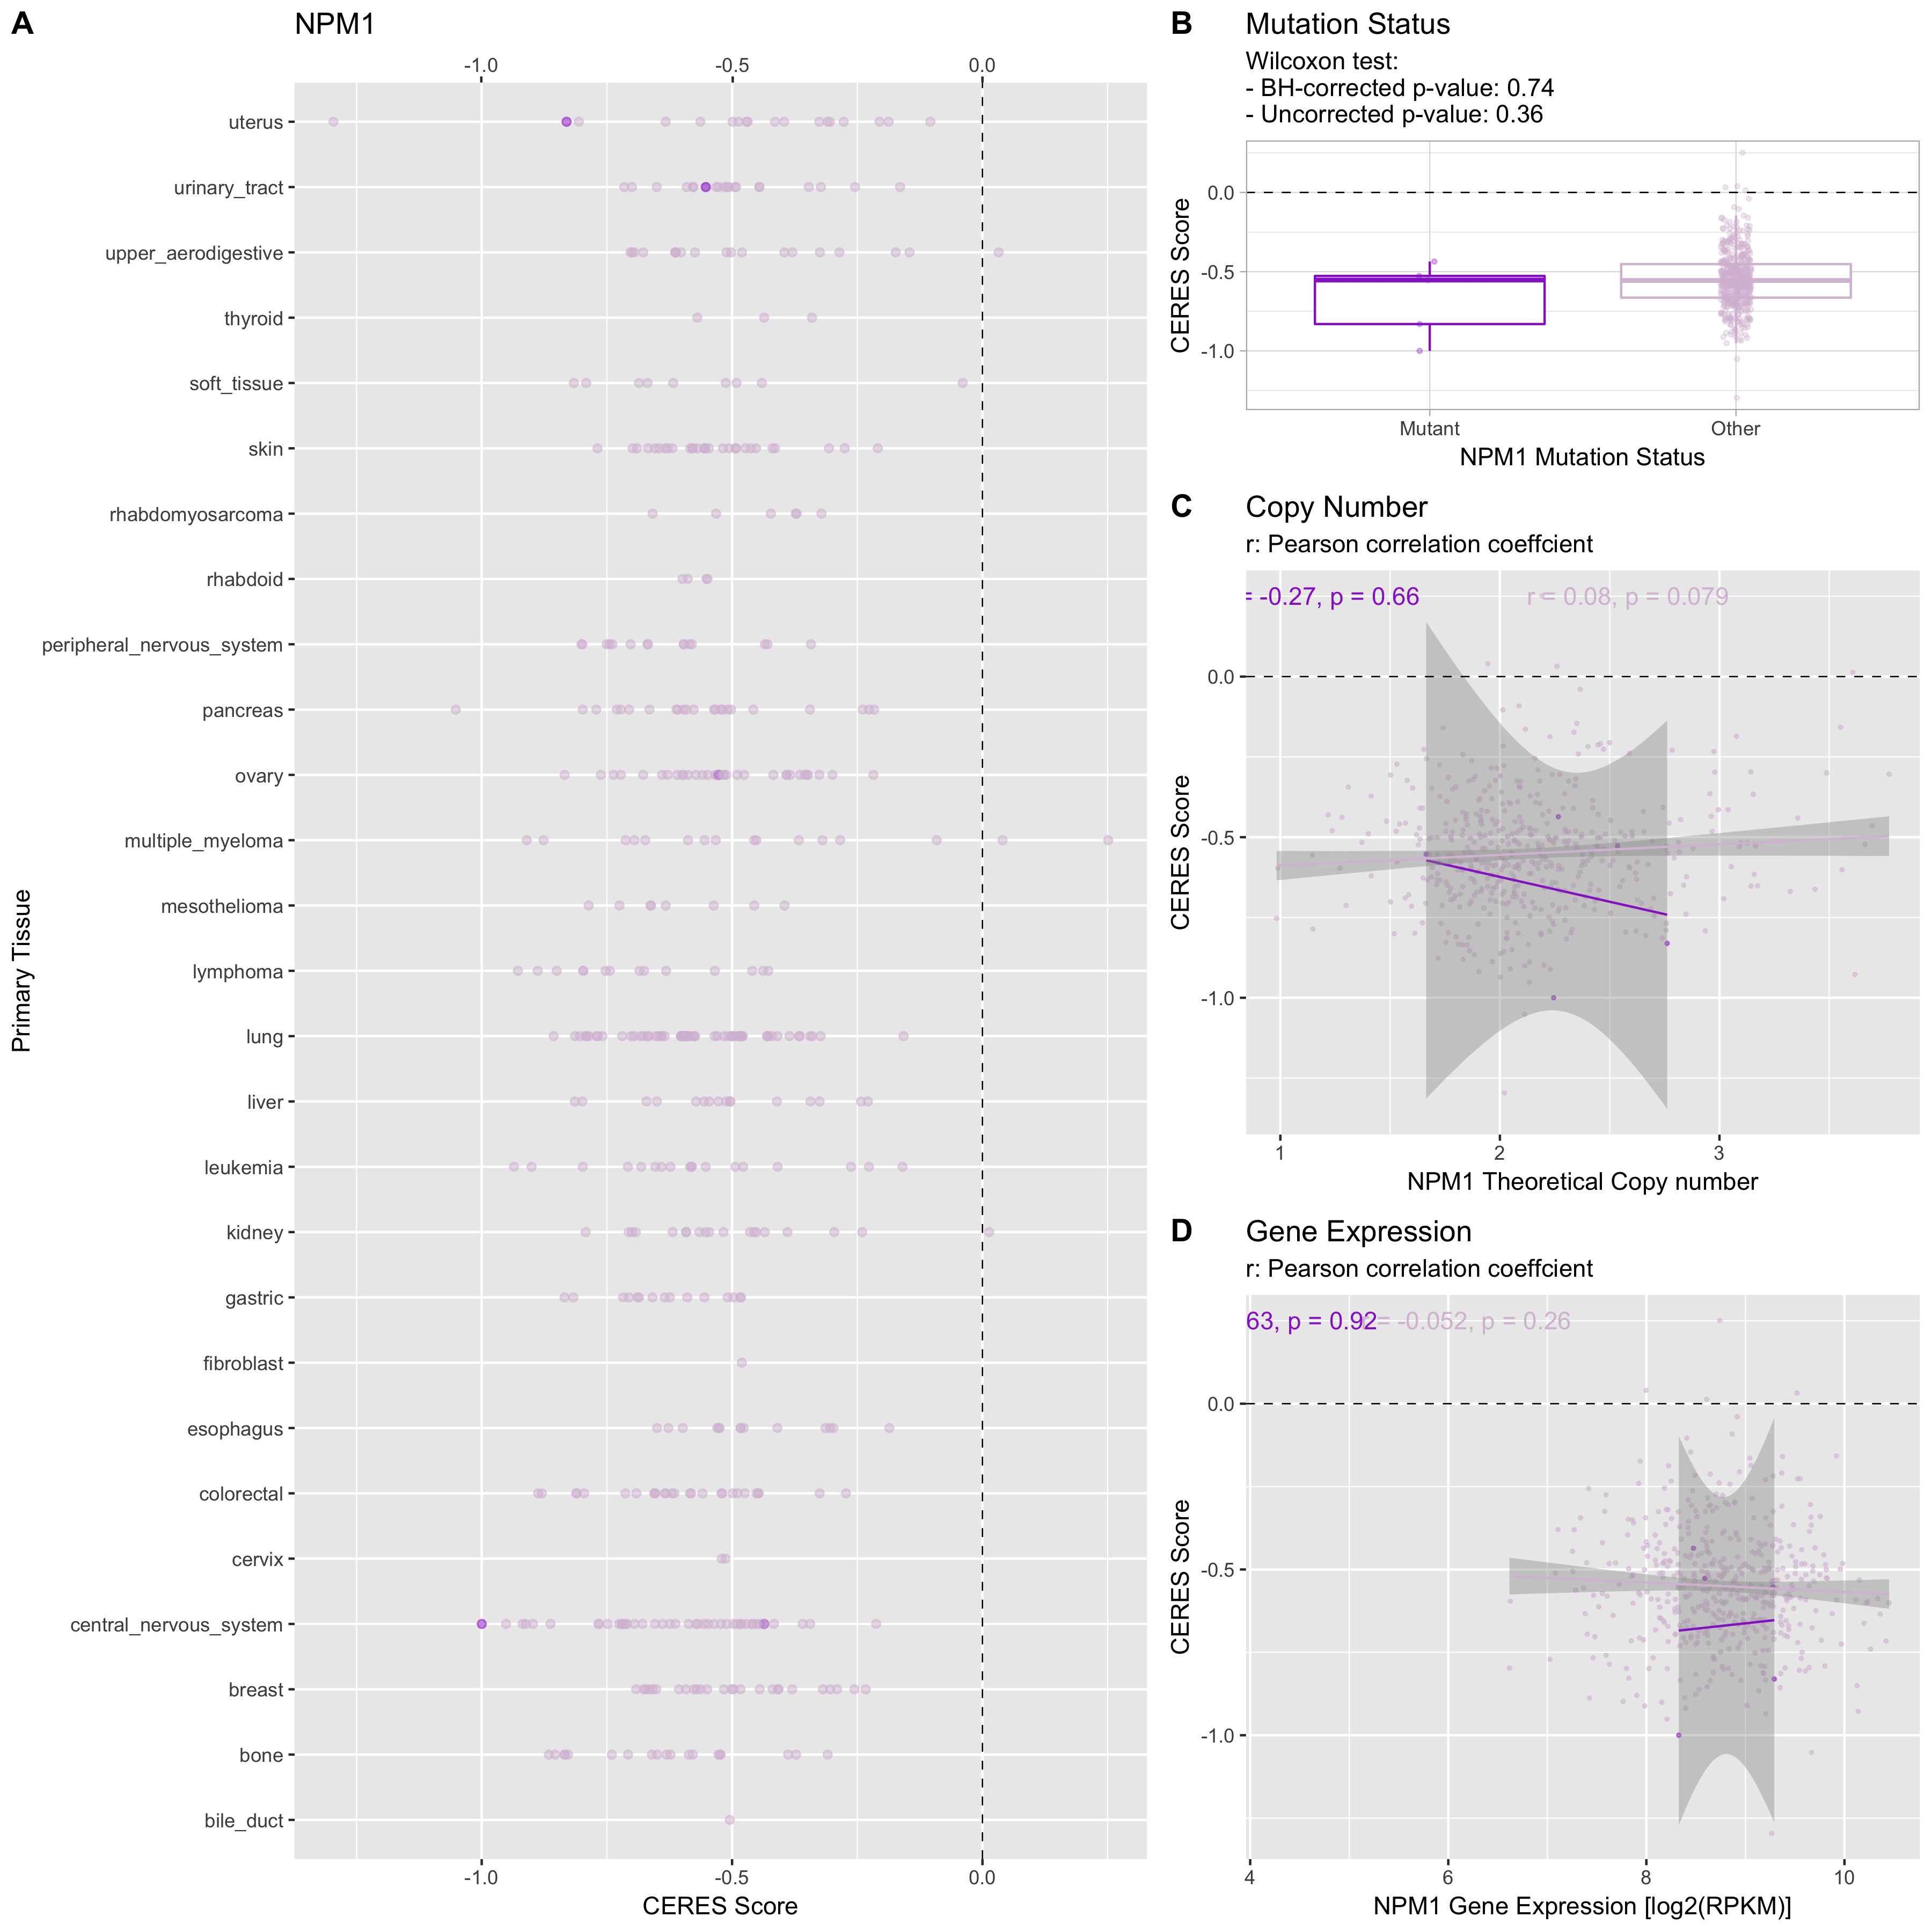 A
NPM1
-1.0 -0.5 0.0
uterus
urinary_tract
upper_aerodigestive
thyroid
soft_tissue
skin
rhabdomyosarcoma
rhabdoid
peripheral_nervous_system
pancreas
ovary
multiple_myeloma
mesothelioma
lymphoma
lung
liver
leukemia
kidney
gastric
fibroblast
esophagus
colorectal
cervix
central_nervous_system
breast
bone
bile_duct
Primary Tissue
-1.0 -0.5 0.0
CERES Score
B
Mutation Status
Wilcoxon test:
- BH-corrected p-value: 0.74
- Uncorrected p-value: 0.36
0.0
-0.5
-1.0
CERES Score
Mutant Other
NPM1 Mutation Status
C
Copy Number
r: Pearson correlation coeffcient
= -0.27, p = 0.66
r = 0.08, p = 0.079
0.0
-0.5
-1.0
CERES Score
1 2 3
NPM1 Theoretical Copy number
D
Gene Expression
r: Pearson correlation coeffcient
63, p = 0.92
= -0.052, p = 0.26
0.0
-0.5
-1.0
CERES Score
4 6 8 10
NPM1 Gene Expression [log2(RPKM)]